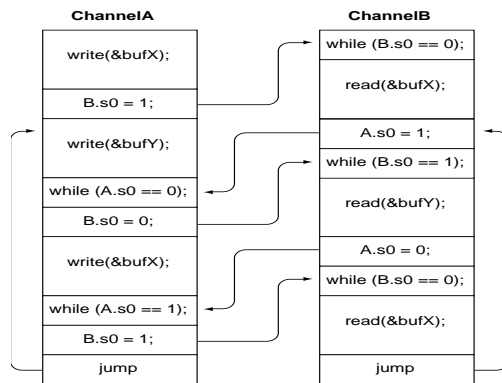 ChannelA
write(&bufX);
B.s0 = 1;
write(&bufY);
while (A.s0 == 0);
B.s0 = 0;
write(&bufX);
while (A.s0 == 1);
B.s0 = 1;
jump
ChannelB
while (B.s0 == 0);
read(&bufX);
A.s0 = 1;
while (B.s0 == 1);
read(&bufY);
A.s0 = 0;
while (B.s0 == 0);
read(&bufX);
jump